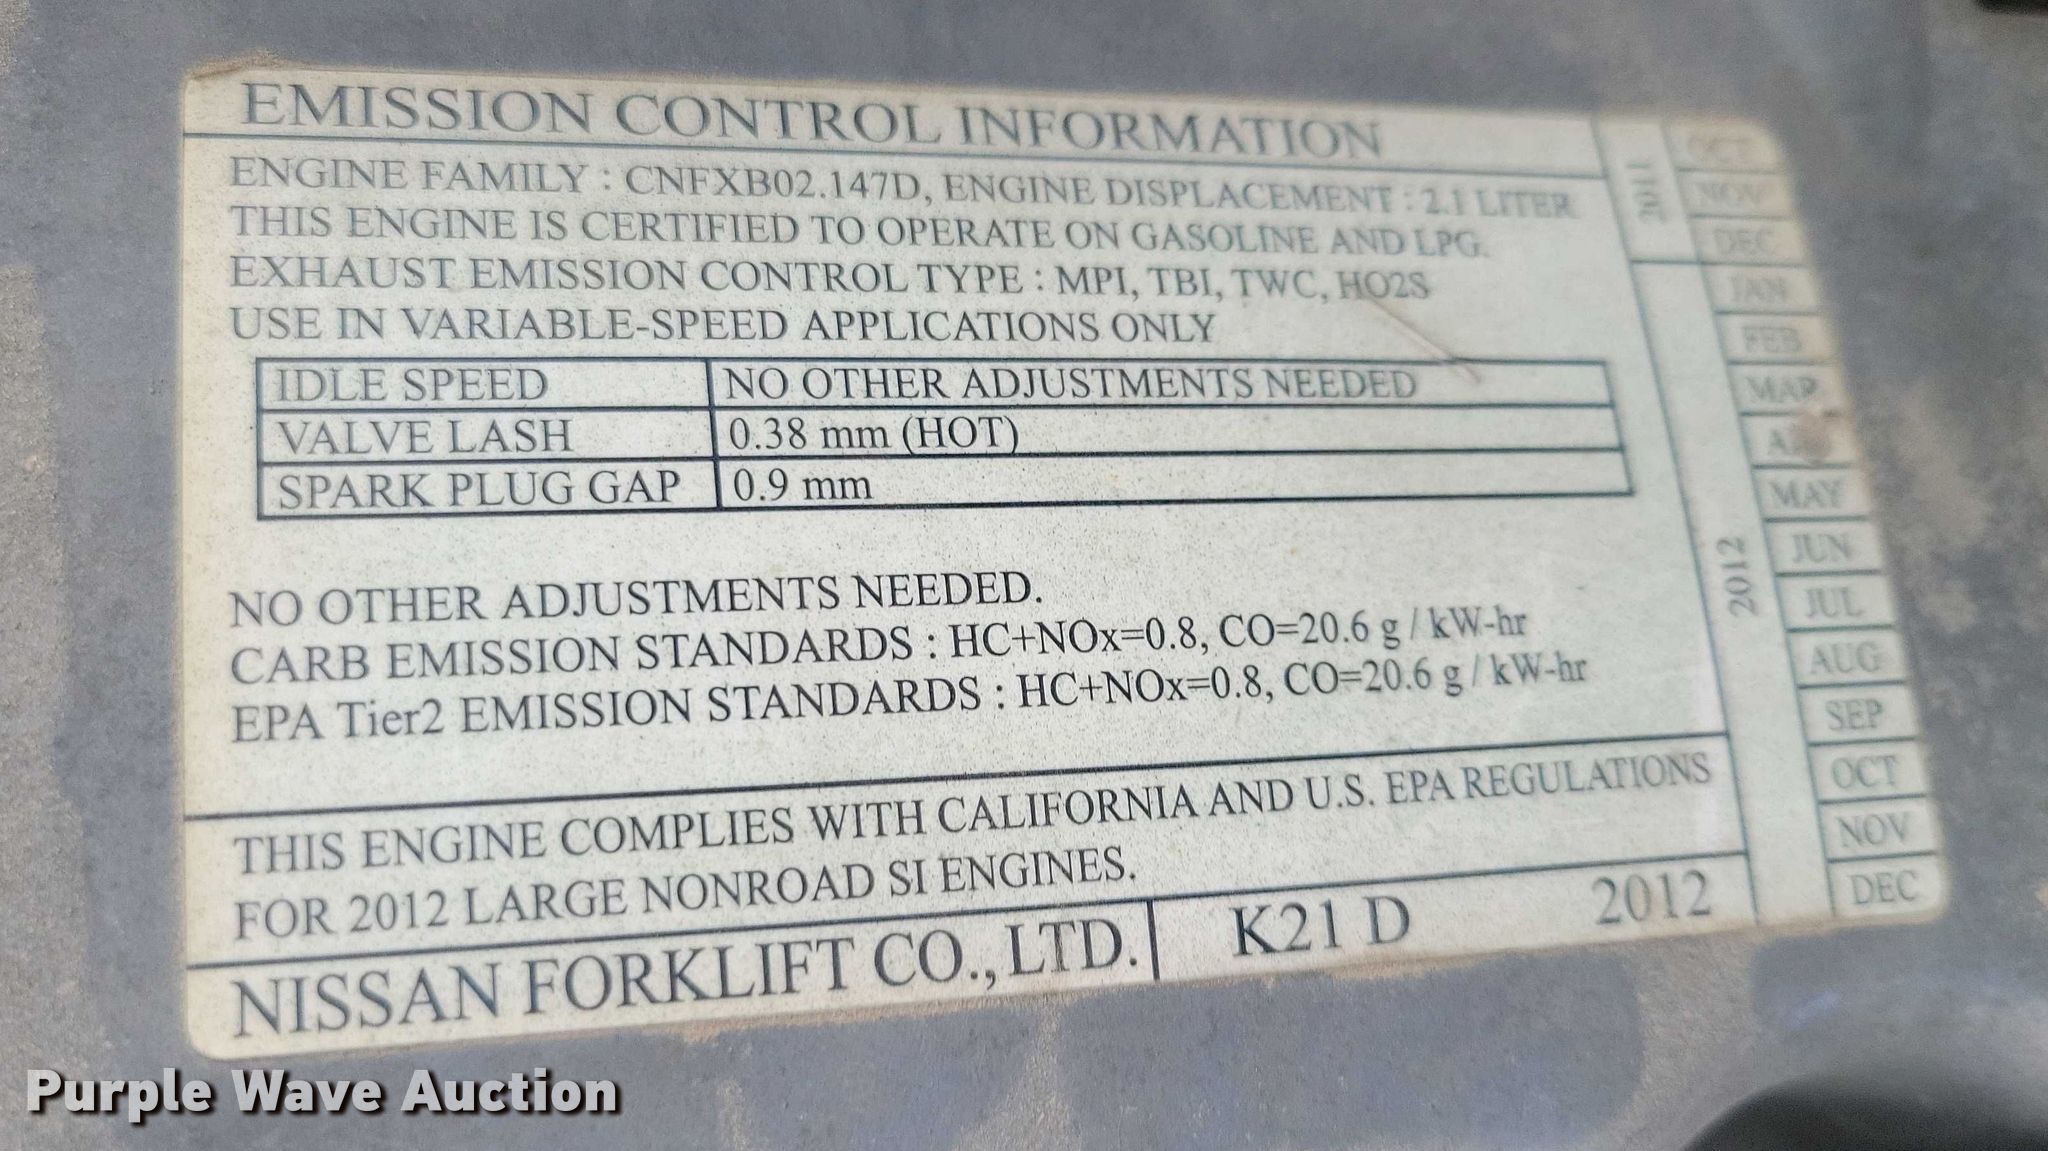 EMISSION CONTROL INFORMATION
ENGINE FAMILY : CNFXB02.147D, ENGINE DISPLACEMENT : 2.1 LITER
THIS ENGINE IS CERTIFIED TO OPERATE ON GASOLINE AND LPG.
EXHAUST EMISSION CONTROL TYPE : MPI, TBI, TWC, HO2S
USE IN VARIABLE-SPEED APPLICATIONS ONLY
IDLE SPEED NO OTHER ADJUSTMENTS NEEDED
VALVE LASH 0.38 mm (HOT)
SPARK PLUG GAP 0.9 mm
NO OTHER ADJUSTMENTS NEEDED.
CARB EMISSION STANDARDS : HC+NOx=0.8, CO=20.6 g / kW-hr
EPA Tier2 EMISSION STANDARDS : HC+NOx=0.8, CO=20.6 g / kW-hr
THIS ENGINE COMPLIES WITH CALIFORNIA AND U.S. EPA REGULATIONS
FOR 2012 LARGE NONROAD SI ENGINES.
NISSAN FORKLIFT CO., LTD. K21 D 2012
2011
OCT
NOV
DEC
2012
JAN
FEB
MAR
MAY
JUN
JUL
AUG
SEP
OCT
NOV
DEC
Purple Wave Auction